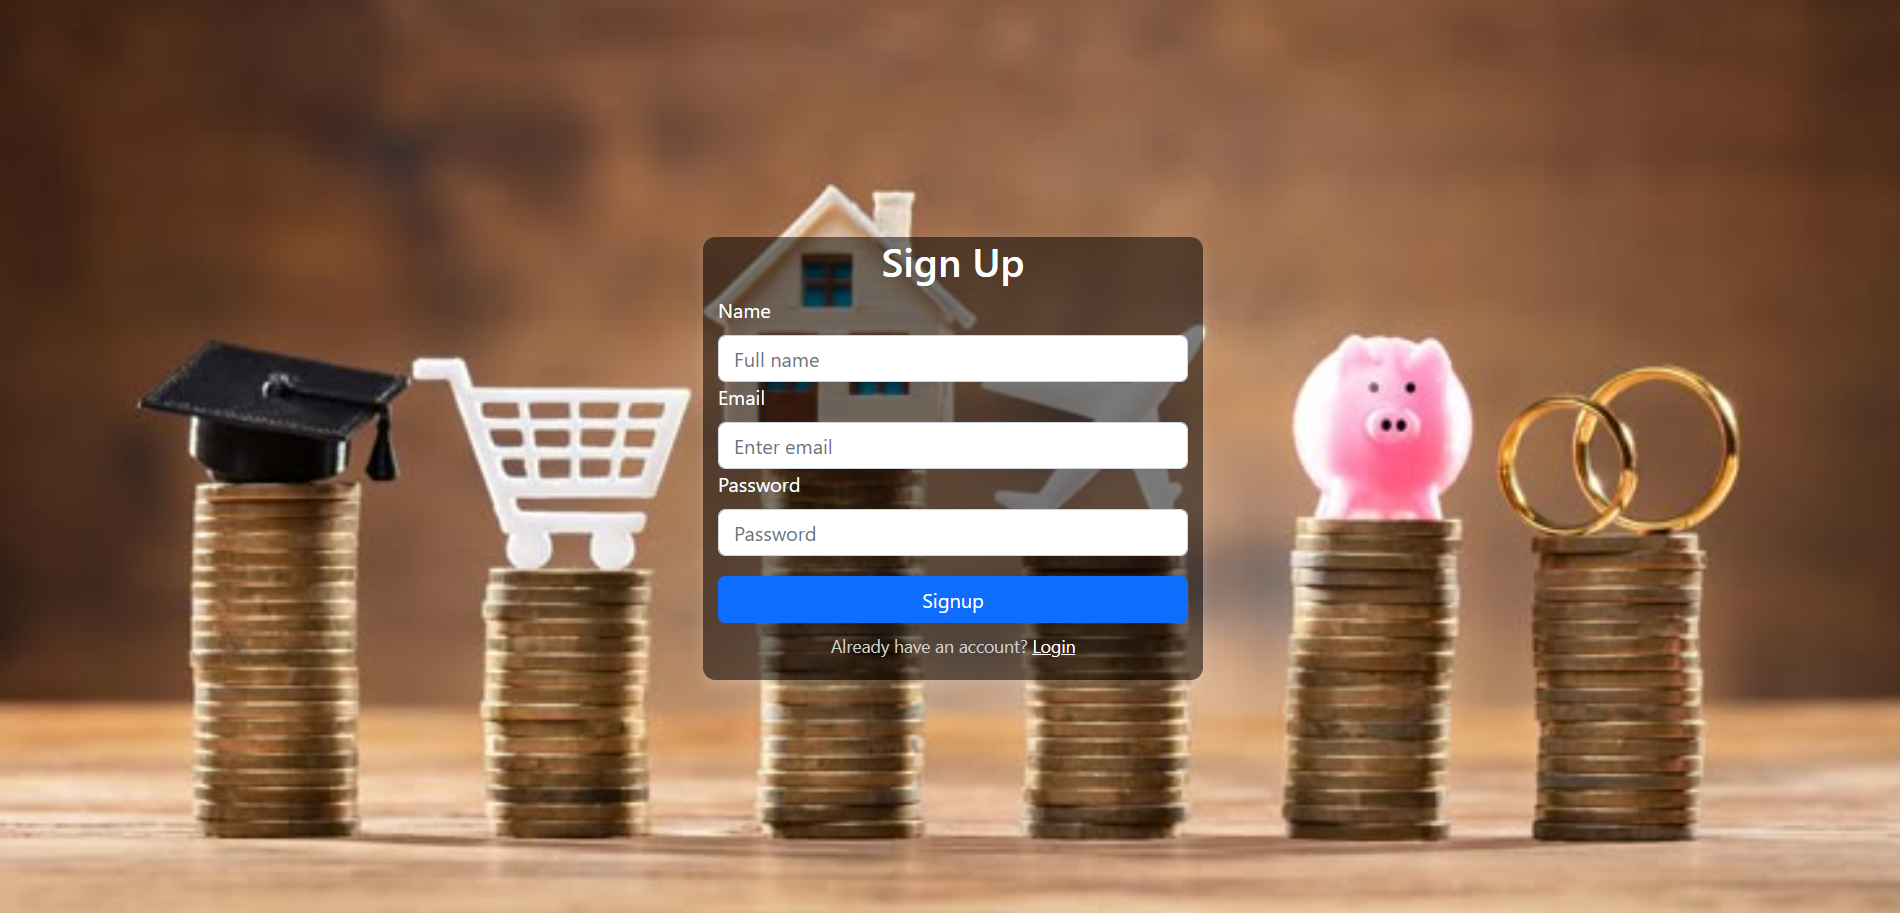 Sign Up
Name
Full name
Email
Enter email
Password
Password
Signup
Already have an account? Login